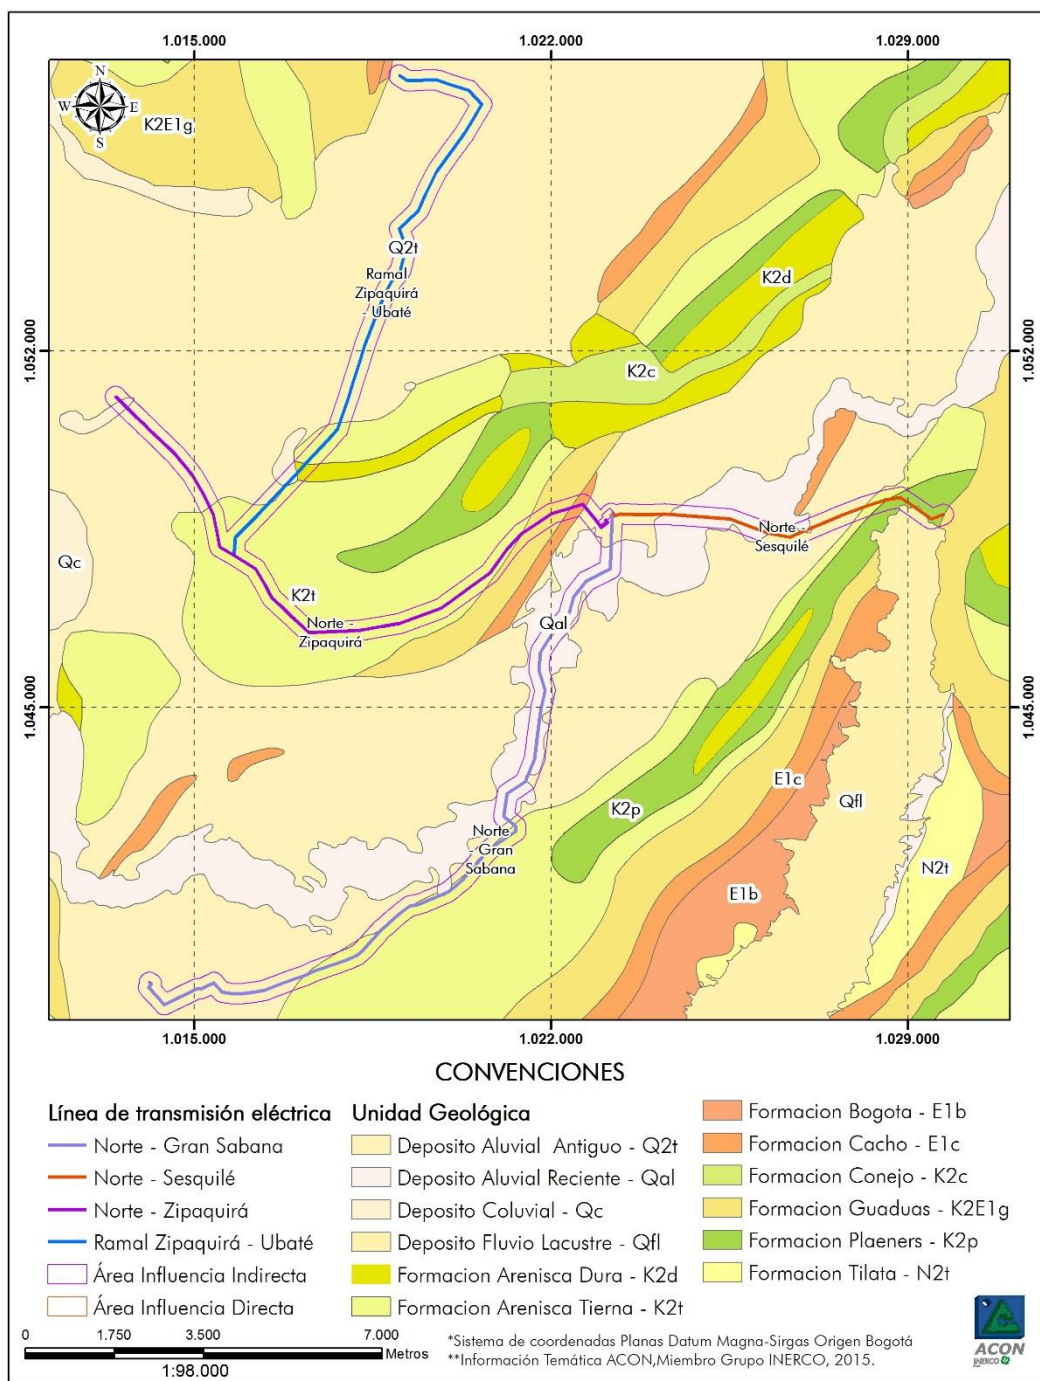 1.015.000 1.022.000 1.029.000
N
W E
S
K2E1g
Q2t
Ramal
Zipaquirá
- Ubaté
K2d
1.052.000 1.052.000
K2c
Norte -
Sesquilé
Qc
K2t
Norte -
Zipaquirá
Qal
1.045.000 1.045.000
E1c
K2p
Qfl
Norte
- Gran
Sabana
N2t
E1b
1.015.000 1.022.000 1.029.000
CONVENCIONES
Línea de transmisión eléctrica
Norte - Gran Sabana
Norte - Sesquilé
Norte - Zipaquirá
Ramal Zipaquirá - Ubaté
Área Influencia Indirecta
Área Influencia Directa
Unidad Geológica
Deposito Aluvial Antiguo - Q2t
Deposito Aluvial Reciente - Qal
Deposito Coluvial - Qc
Deposito Fluvio Lacustre - Qfl
Formacion Arenisca Dura - K2d
Formacion Arenisca Tierna - K2t
Formacion Bogota - E1b
Formacion Cacho - E1c
Formacion Conejo - K2c
Formacion Guaduas - K2E1g
Formacion Plaeners - K2p
Formacion Tilata - N2t
0 1.750 3.500 7.000
Metros
1:98.000
*Sistema de coordenadas Planas Datum Magna-Sirgas Origen Bogotá
**Información Temática ACON,Miembro Grupo INERCO, 2015.
ACON
INERCO